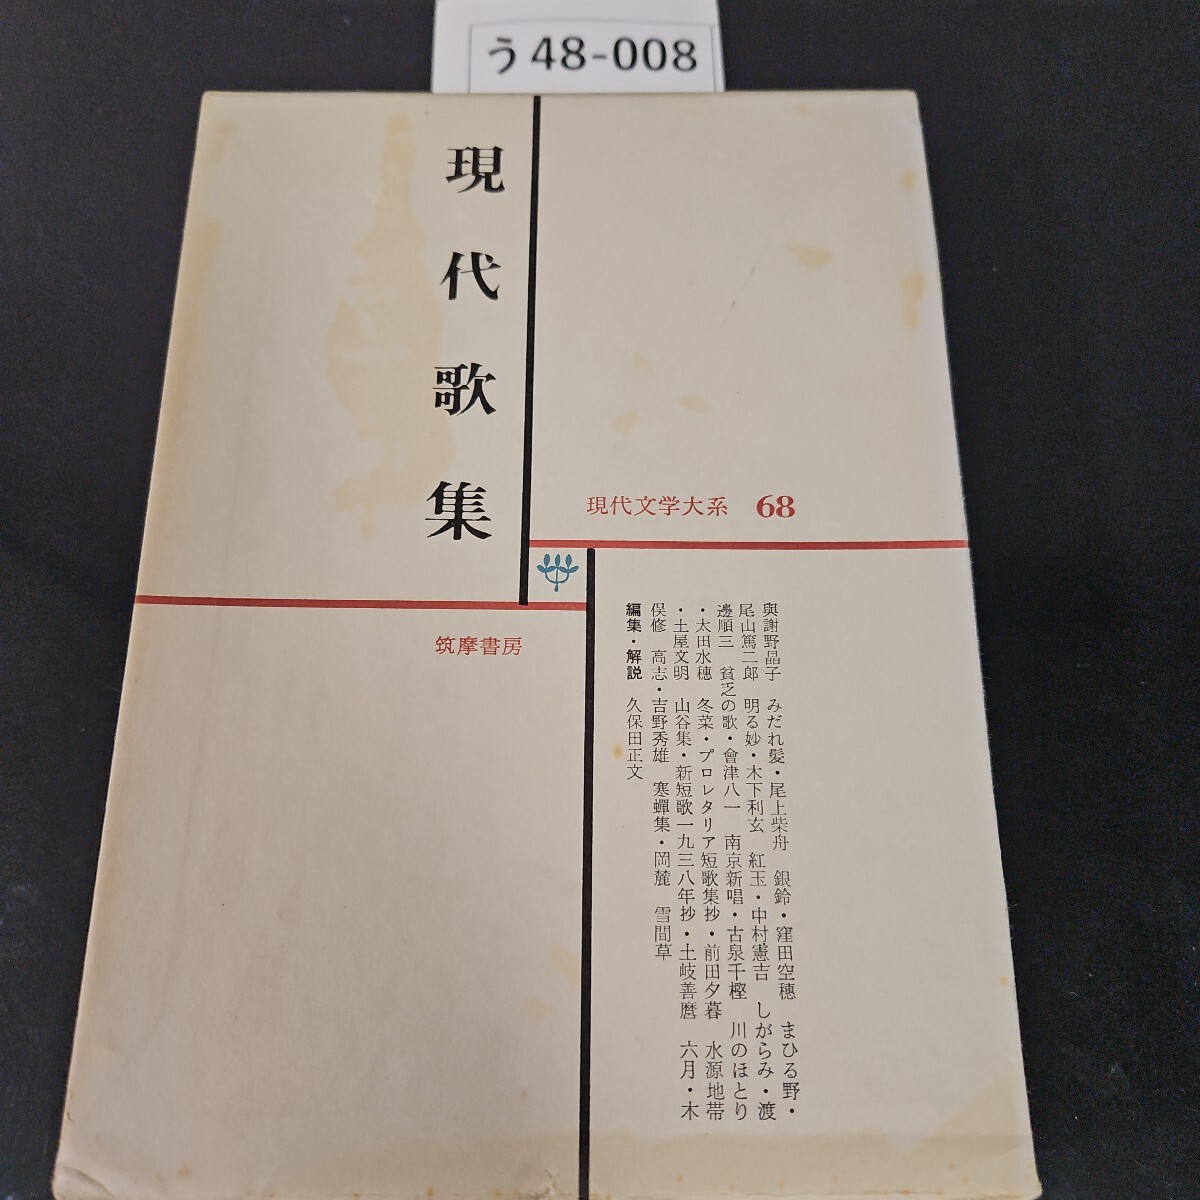 う48-008
現代歌集
現代文学大系 68
筑摩書房
與謝野晶子 みだれ髪・尾上柴舟 銀鈴・窪田空穂 まひる野・
尾山篤二郎 明る妙・木下利玄 紅玉・中村憲吉 しがらみ・渡
邊順三 貧乏の歌・會津八一 南京新唱・古泉千樫 川のほとり
・太田水穂 冬菜・プロレタリア短歌集抄・前田夕暮 水源地帯
・土屋文明 山谷集・新短歌一九三八年抄・土岐善麿 六月・木
俣修 高志・吉野秀雄 寒蟬集・岡麓 雪間草
編集・解説 久保田正文